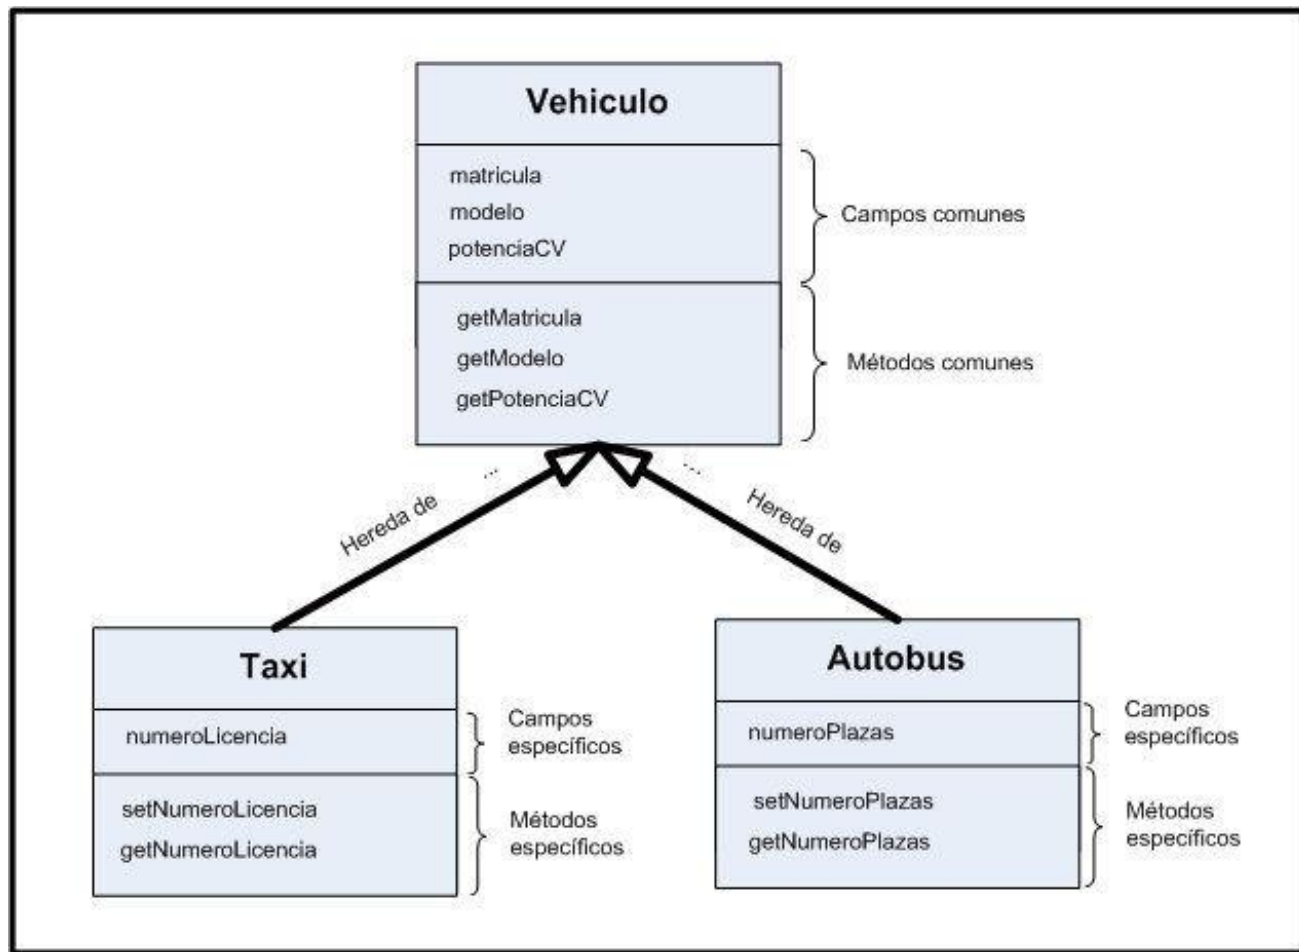 Vehiculo
matricula
modelo
potenciaCV
Campos comunes
getMatricula
getModelo
getPotenciaCV
Métodos comunes
...
Hereda de
...
Hereda de
Taxi
numeroLicencia
Campos
específicos
setNumeroLicencia
getNumeroLicencia
Métodos
específicos
Autobus
numeroPlazas
Campos
específicos
setNumeroPlazas
getNumeroPlazas
Métodos
específicos